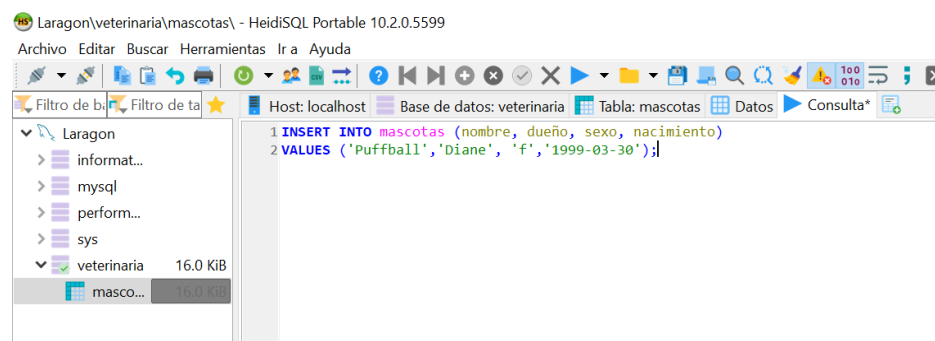 Laragon\veterinaria\mascotas\ - HeidiSQL Portable 10.2.0.5599
Archivo Editar Buscar Herramientas Ir a Ayuda
Filtro de b Filtro de ta Host: localhost Base de datos: veterinaria Tabla: mascotas Datos Consulta*
Laragon
informat...
mysql
perform...
sys
veterinaria 16.0 KiB
masco... 16.0 KiB
1 INSERT INTO mascotas (nombre, dueño, sexo, nacimiento)
2 VALUES ('Puffball','Diane', 'f','1999-03-30');